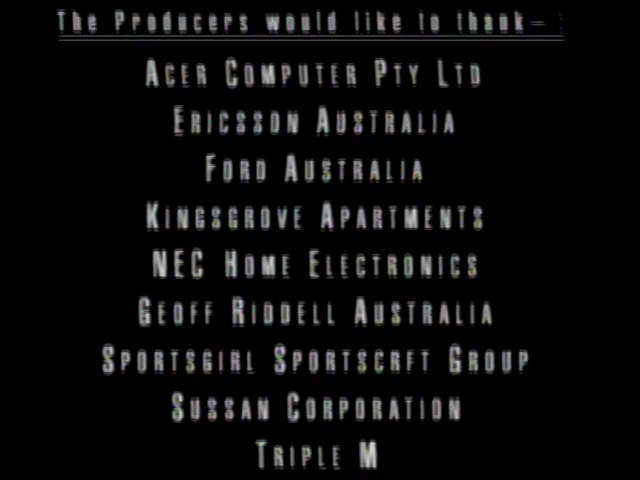 The Producers would like to thank–
ACER COMPUTER PTY LTD
ERICSSON AUSTRALIA
FORD AUSTRALIA
KINGSGROVE APARTMENTS
NEC HOME ELECTRONICS
GEOFF RIDDELL AUSTRALIA
SPORTSGIRL SPORTSCRFT GROUP
SUSSAN CORPORATION
TRIPLE M